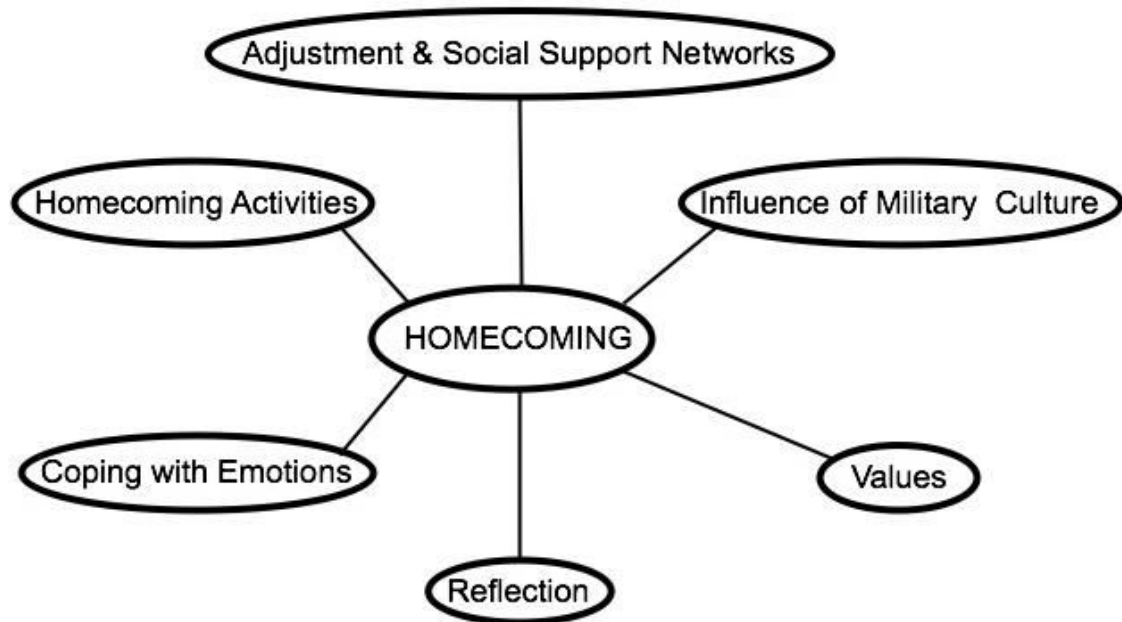 Adjustment & Social Support Networks
Homecoming Activities
Influence of Military Culture
HOMECOMING
Coping with Emotions
Values
Reflection